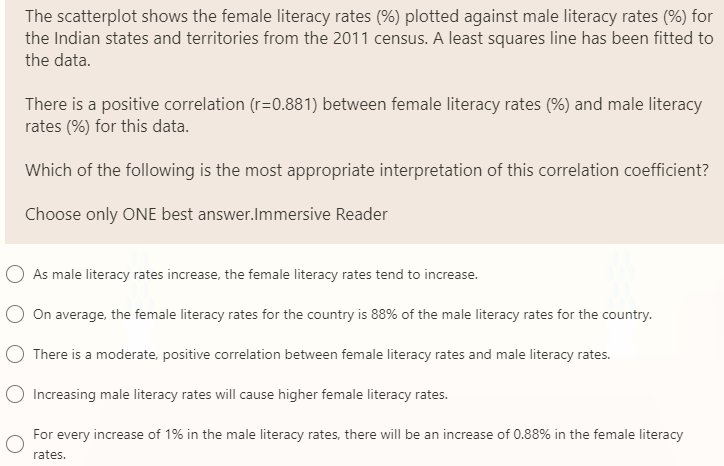 The scatterplot shows the female literacy rates (%) plotted against male literacy rates (%) for
the Indian states and territories from the 2011 census. A least squares line has been fitted to
the data.
There is a positive correlation (r=0.881) between female literacy rates (%) and male literacy
rates (%) for this data.
Which of the following is the most appropriate interpretation of this correlation coefficient?
Choose only ONE best answer.Immersive Reader
As male literacy rates increase, the female literacy rates tend to increase.
On average, the female literacy rates for the country is 88% of the male literacy rates for the country.
There is a moderate, positive correlation between female literacy rates and male literacy rates.
Increasing male literacy rates will cause higher female literacy rates.
For every increase of 1% in the male literacy rates, there will be an increase of 0.88% in the female literacy
rates.